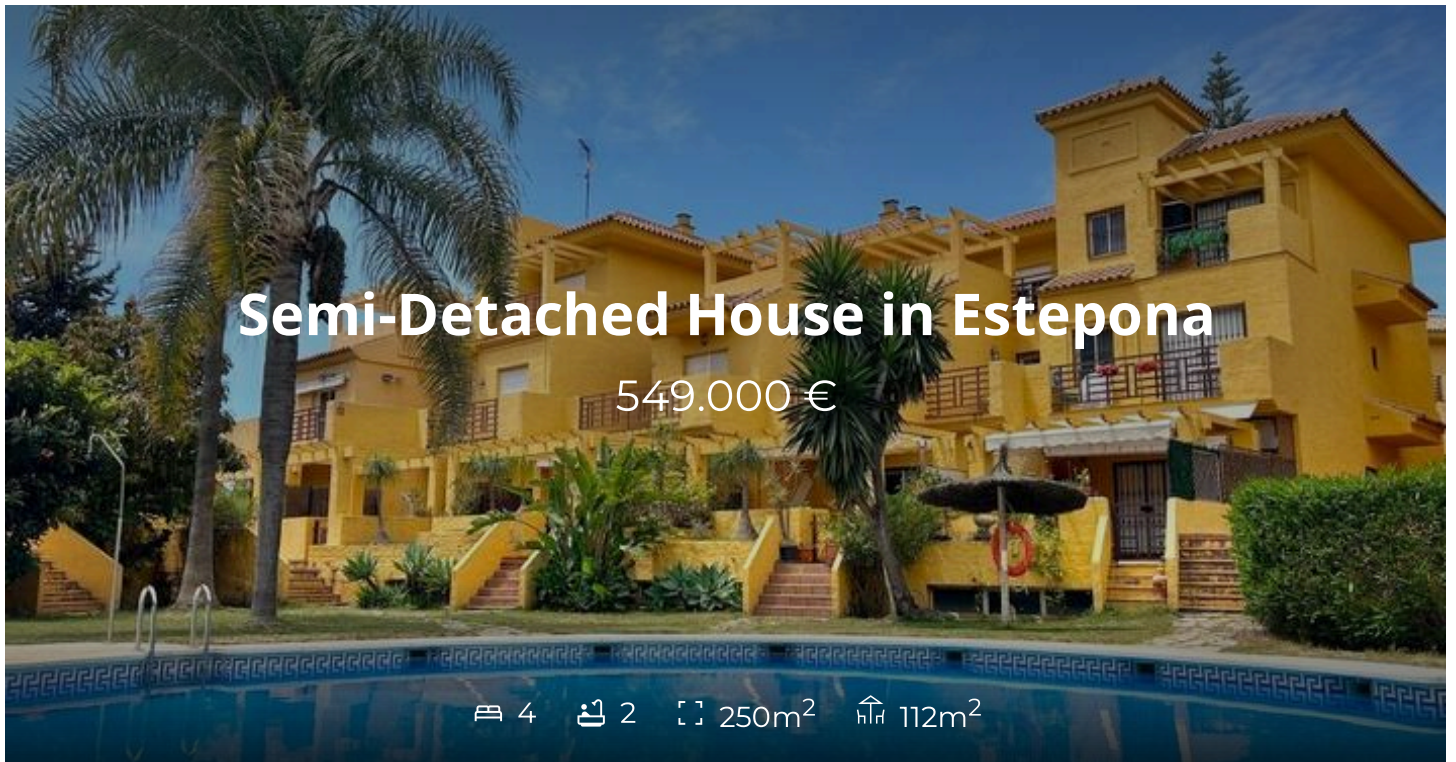 Semi-Detached House in Estepona
549.000 €
4 2 250m² 112m²